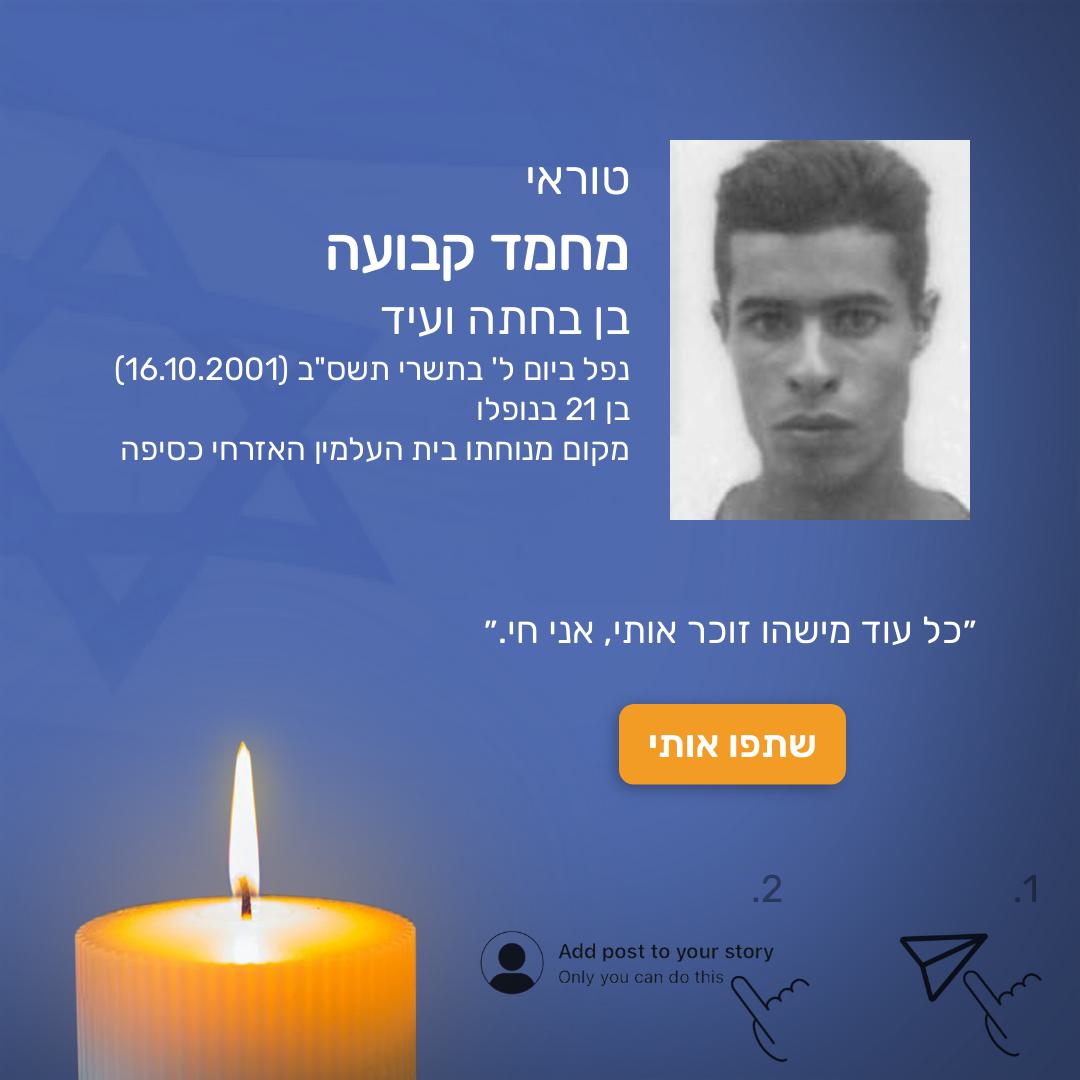 טוראי
מחמד קבועה
בן בחתה ועיד
נפל ביום ל' בתשרי תשס"ב (16.10.2001)
בן 21 בנופלו
מקום מנוחתו בית העלמין האזרחי כסיפה
״כל עוד מישהו זוכר אותי, אני חי.״
שתפו אותי
.1
.2
Add post to your story
Only you can do this